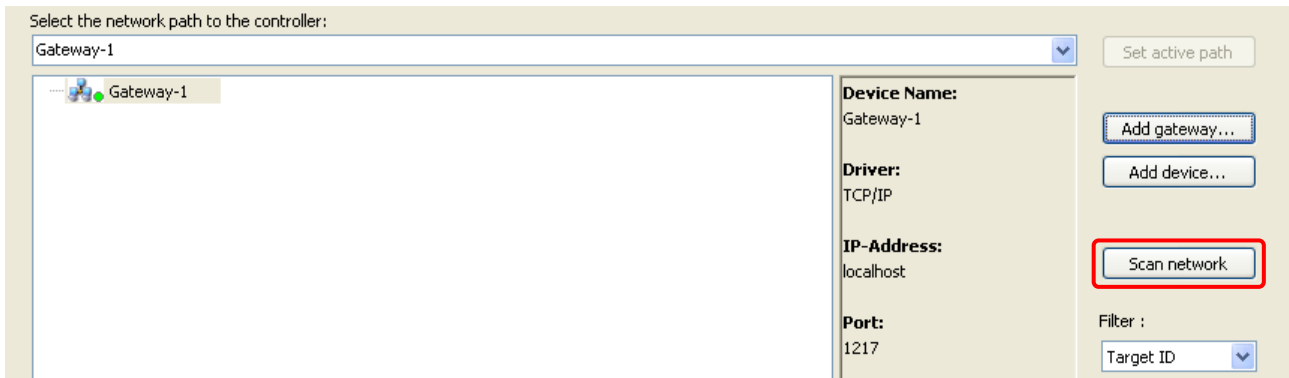 Select the network path to the controller:
Gateway-1
Set active path
Gateway-1
Device Name:
Gateway-1
Driver:
TCP/IP
IP-Address:
localhost
Port:
1217
Add gateway...
Add device...
Scan network
Filter :
Target ID